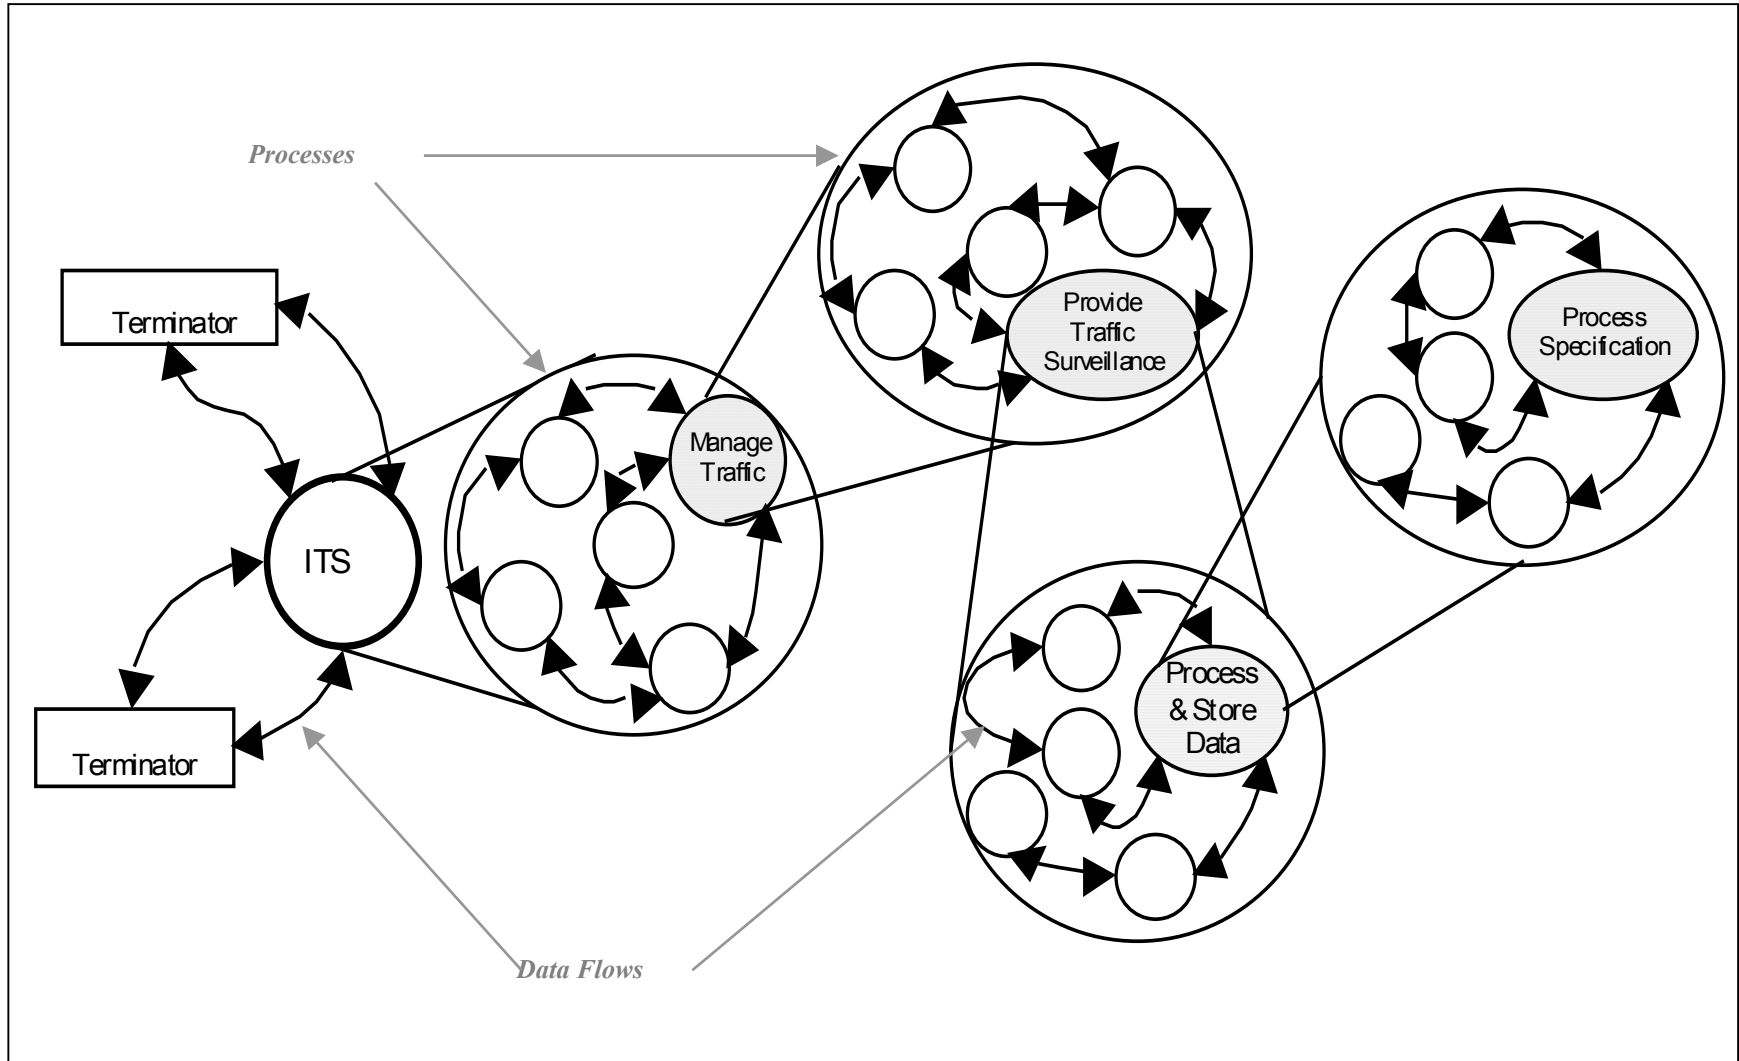 Processes
Terminator
ITS
Terminator
Manage
Traffic
Provide
Traffic
Surveillance
Process
& Store
Data
Process
Specification
Data Flows